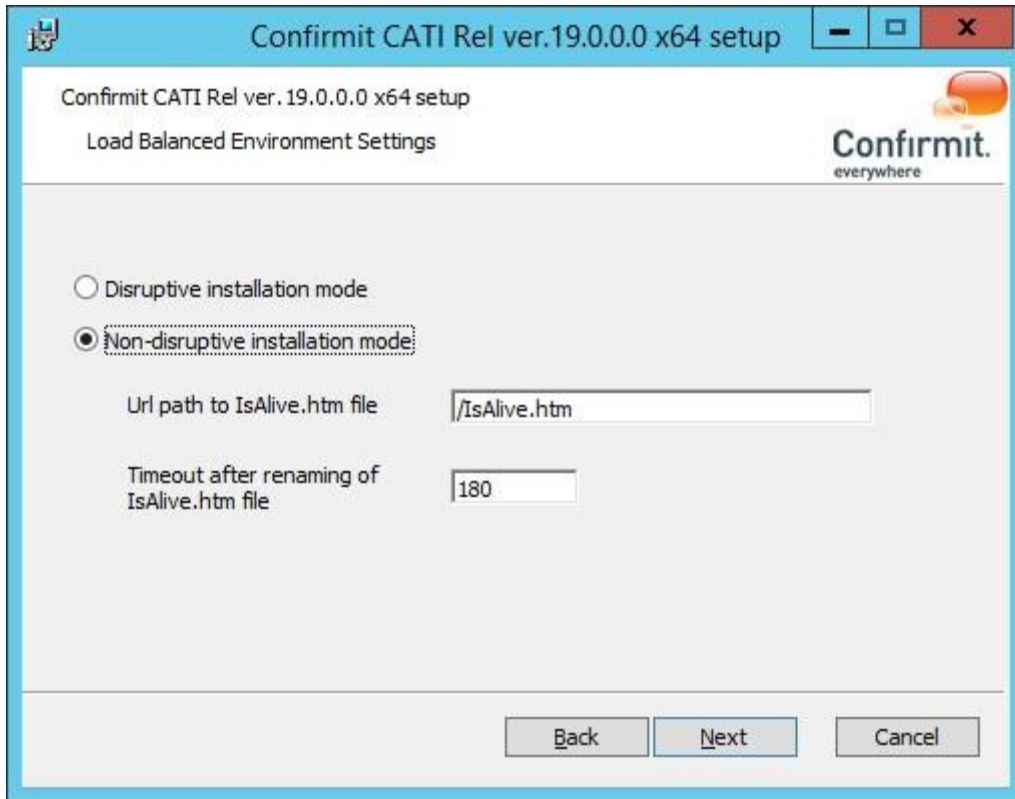 Confirmit CATI Rel ver.19.0.0.0 x64 setup
Confirmit CATI Rel ver.19.0.0.0 x64 setup
Load Balanced Environment Settings
Confirmit.
everywhere
Disruptive installation mode
Non-disruptive installation mode
Url path to IsAlive.htm file
/IsAlive.htm
Timeout after renaming of
IsAlive.htm file
180
Back
Next
Cancel